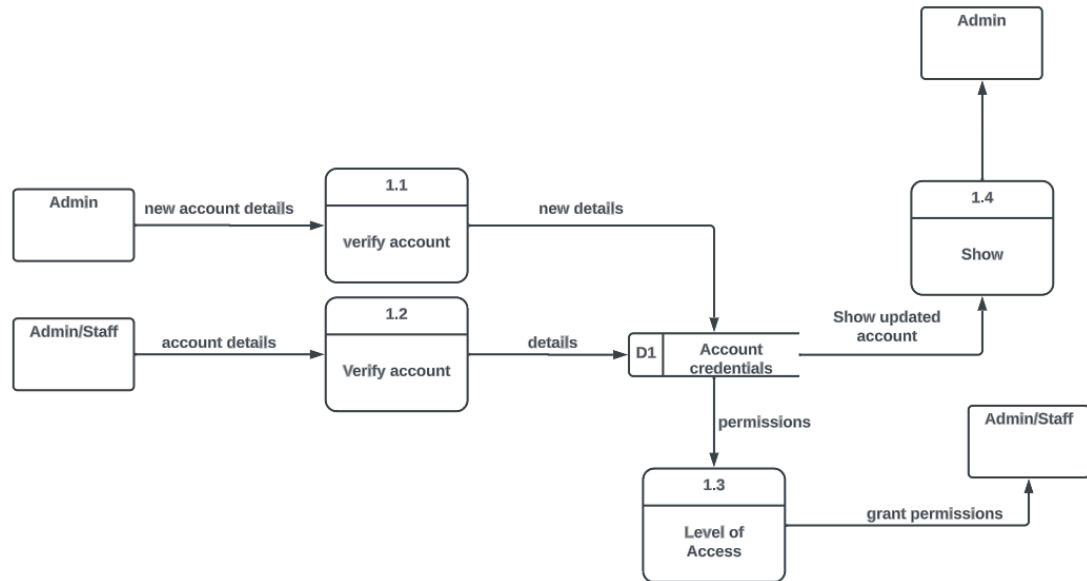 Admin
Admin
new account details
1.1
verify account
new details
1.4
Show
Admin/Staff
account details
1.2
Verify account
details
D1
Account
credentials
Show updated
account
permissions
Admin/Staff
1.3
Level of
Access
grant permissions